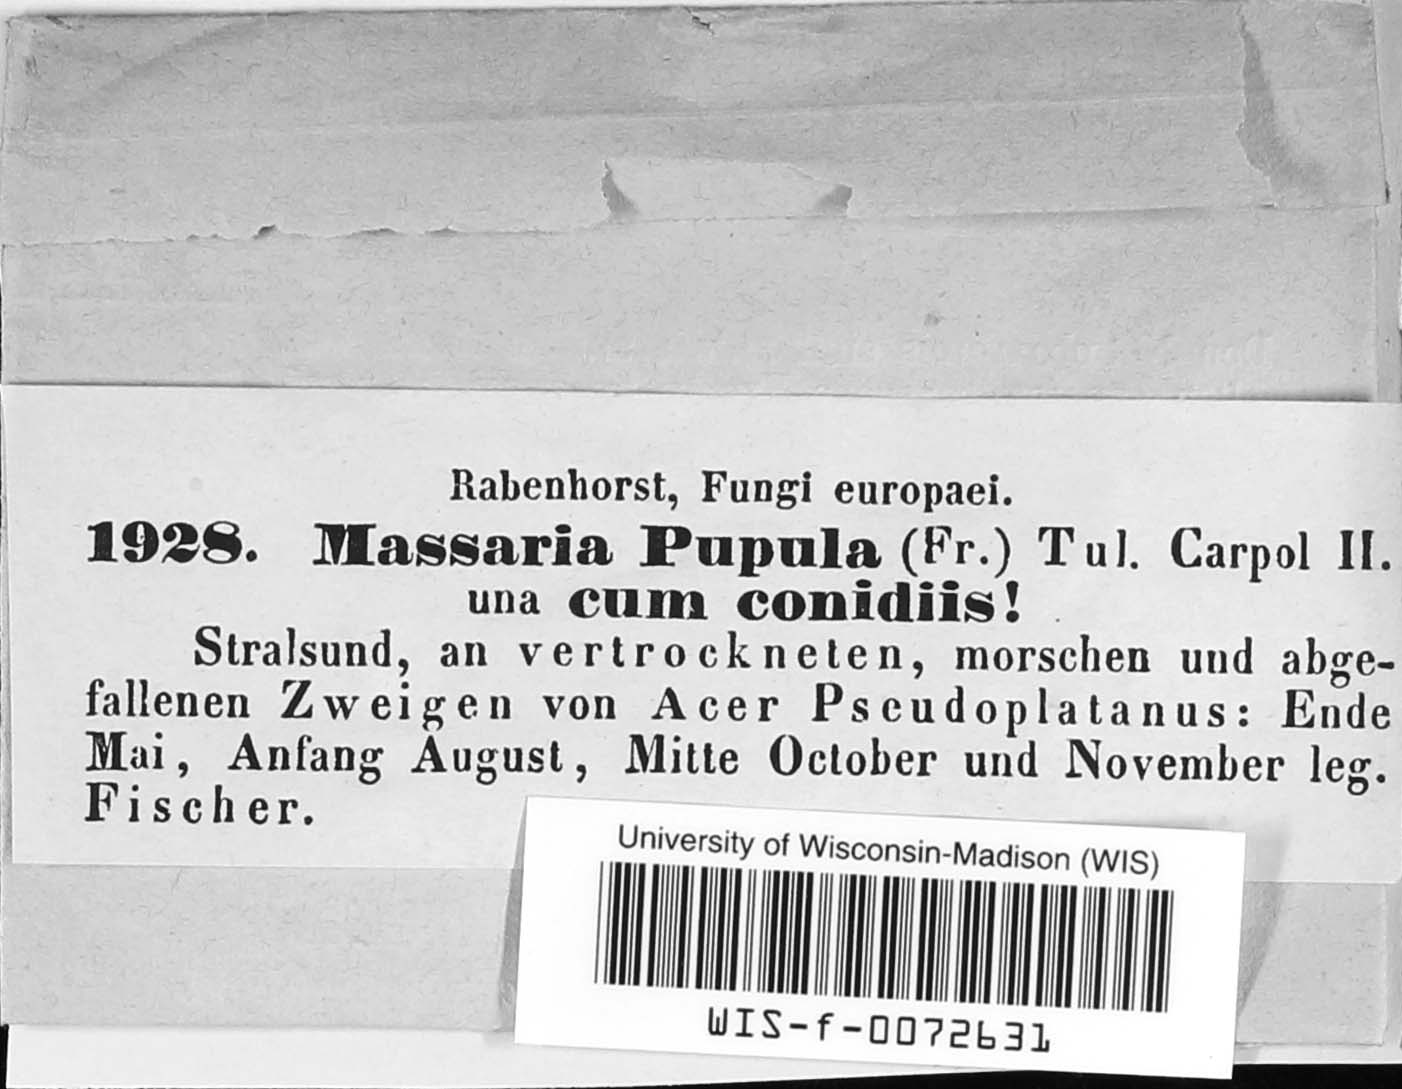 Rabenhorst, Fungi europaei.
1928. Massaria Pupula (Fr.) Tul. Carpol II.
una cum conidiis!
Stralsund, an vertrockneten, morschen und abge-
fallenen Zweigen von Acer Pseudoplatanus: Ende
Mai, Anfang August, Mitte October und November leg.
Fischer.
University of Wisconsin-Madison (WIS)
WIS-f-0072631